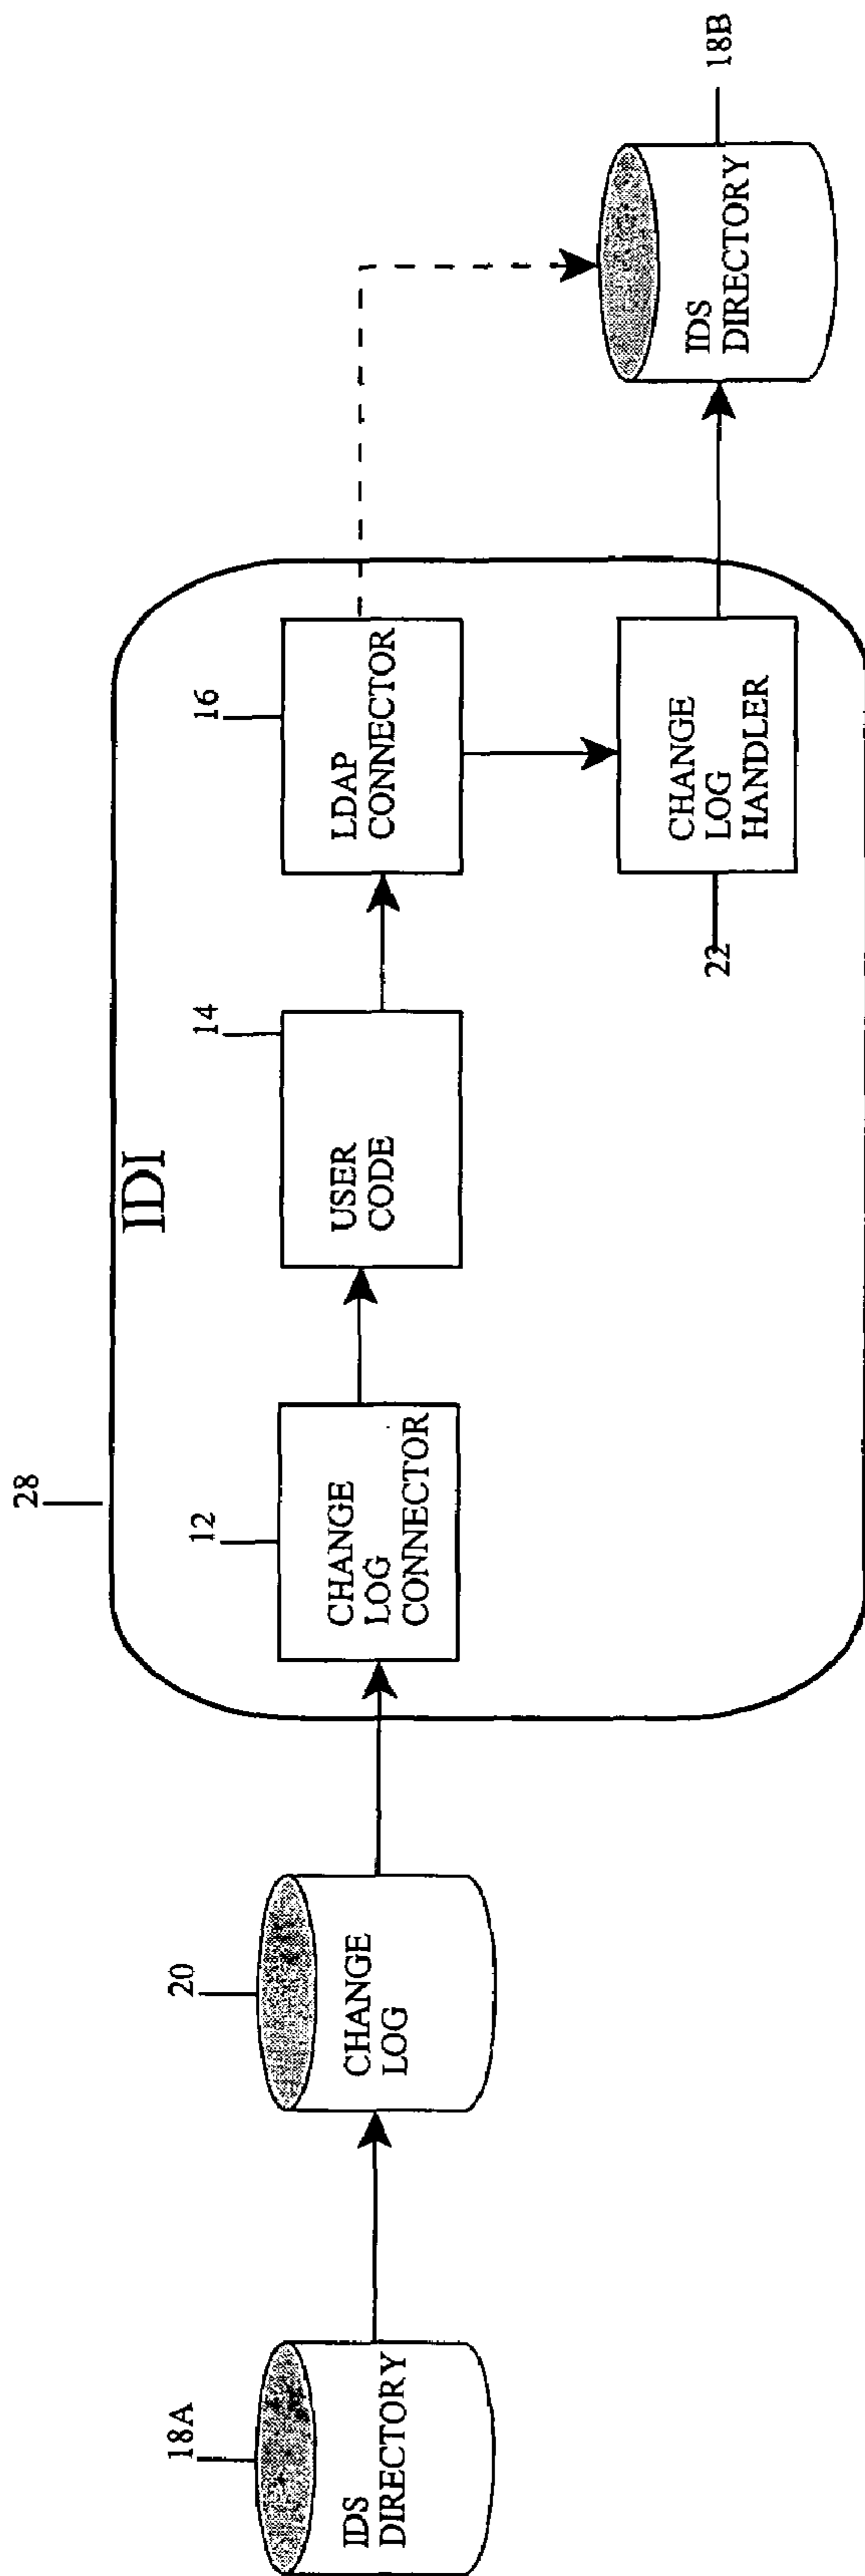 28
IDI
18A
IDS
DIRECTORY
20
CHANGE
LOG
12
CHANGE
LOG
CONNECTOR
14
USER
CODE
16
LDAP
CONNECTOR
22
CHANGE
LOG
HANDLER
18B
IDS
DIRECTORY